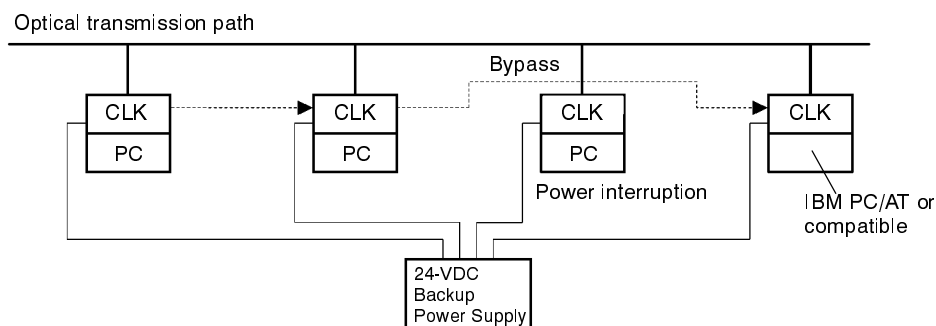 Optical transmission path
Bypass
CLK
CLK
CLK
CLK
PC
PC
PC
Power interruption
IBM PC/AT or
compatible
24-VDC
Backup
Power Supply